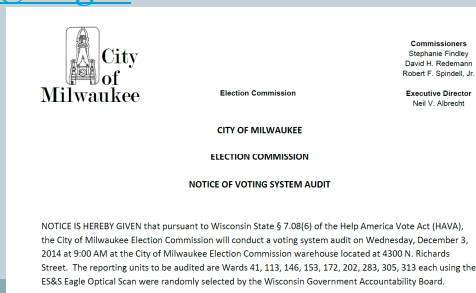 City
of
Milwaukee
Election Commission
Commissioners
Stephanie Findley
David H. Redemann
Robert F. Spindell, Jr.
Executive Director
Neil V. Albrecht
CITY OF MILWAUKEE
ELECTION COMMISSION
NOTICE OF VOTING SYSTEM AUDIT
NOTICE IS HEREBY GIVEN that pursuant to Wisconsin State § 7.08(6) of the Help America Vote Act (HAVA),
the City of Milwaukee Election Commission will conduct a voting system audit on Wednesday, December 3,
2014 at 9:00 AM at the City of Milwaukee Election Commission warehouse located at 4300 N. Richards
Street. The reporting units to be audited are Wards 41, 113, 146, 153, 172, 202, 283, 305, 313 each using the
ES&S Eagle Optical Scan were randomly selected by the Wisconsin Government Accountability Board.